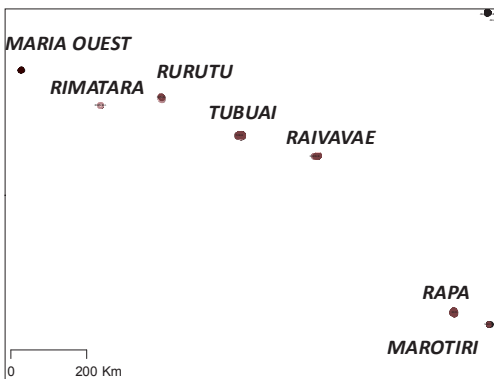 MARIA OUEST
RURUTU
RIMATARA
TUBUAI
RAIVAVAE
RAPA
MAROTIRI
0 200 Km